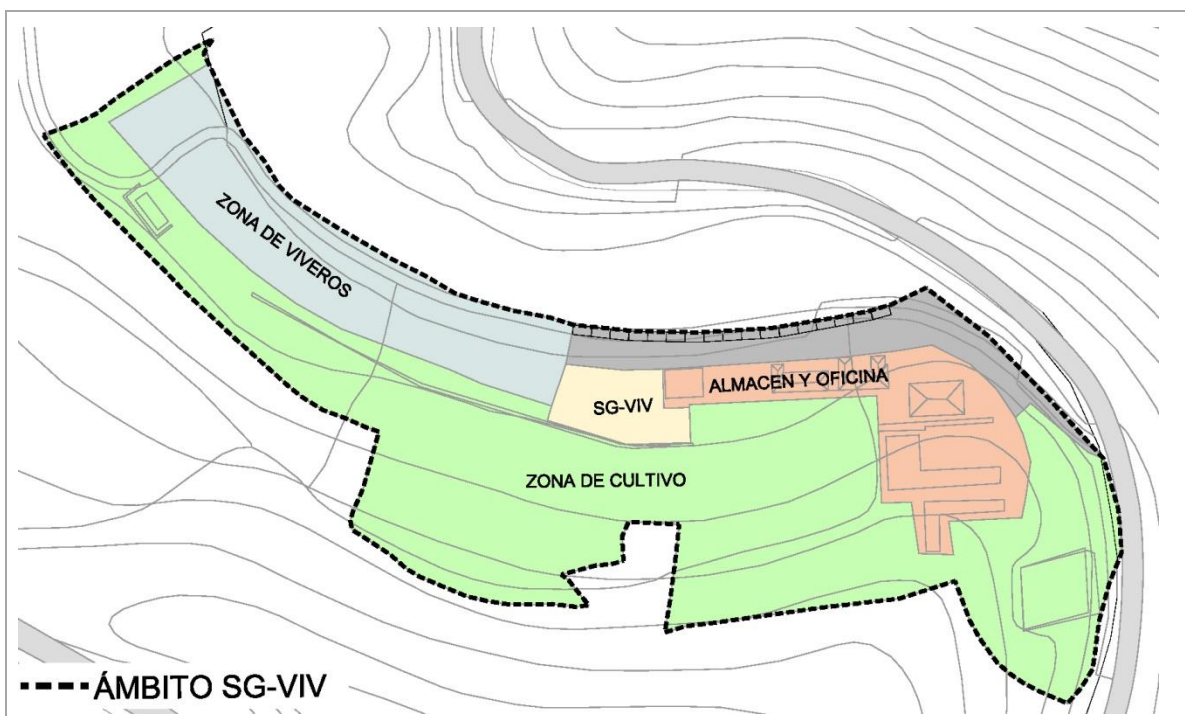 ZONA DE VIVEROS
ALMACEN Y OFICINA
SG-VIV
ZONA DE CULTIVO
ÁMBITO SG-VIV